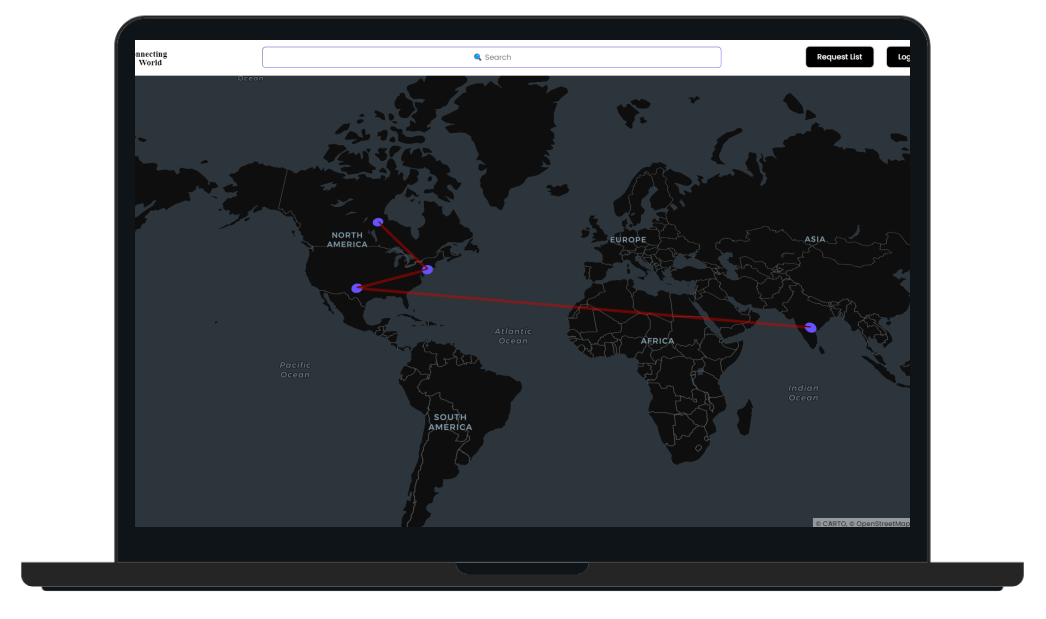 nnecting
World
🔍 Search
Request List
Log
Ocean
NORTH
AMERICA
EUROPE
ASIA
Atlantic
Ocean
AFRICA
Pacific
Ocean
Indian
Ocean
SOUTH
AMERICA
© CARTO, © OpenStreetMap